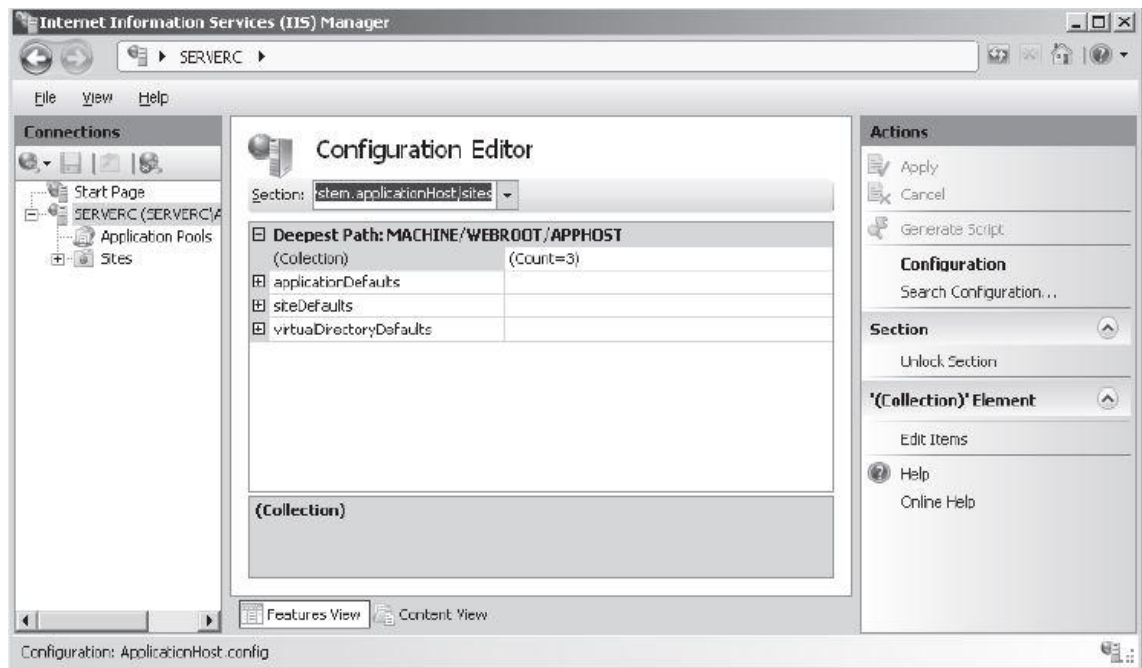 Internet Information Services (IIS) Manager
SERVERC
File View Help
Connections
Start Page
SERVERC (SERVERC\A
Application Pools
Sites
Configuration Editor
Section: stem.applicationHost/sites
Deepest Path: MACHINE/WEBROOT/APPHOST
(Collection) (Count=3)
applicationDefaults
siteDefaults
virtualDirectoryDefaults
(Collection)
Features View Content View
Actions
Apply
Cancel
Generate Script
Configuration
Search Configuration...
Section
Unlock Section
'(Collection)' Element
Edit Items
Help
Online Help
Configuration: ApplicationHost.config